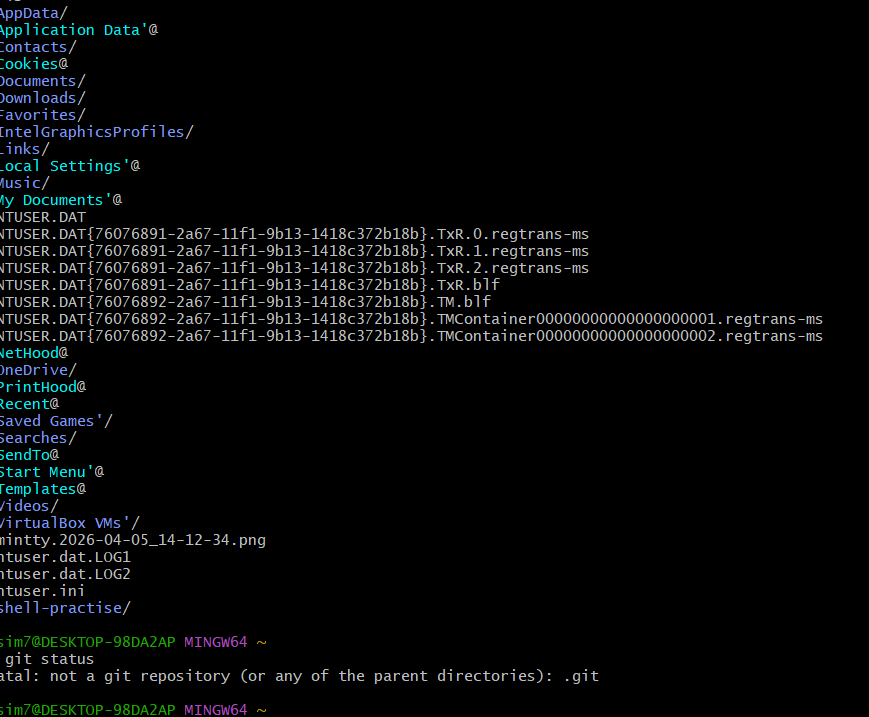 AppData/
Application Data'@
Contacts/
Cookies@
Documents/
Downloads/
Favorites/
IntelGraphicsProfiles/
Links/
Local Settings'@
Music/
My Documents'@
NTUSER.DAT
NTUSER.DAT{76076891-2a67-11f1-9b13-1418c372b18b}.TxR.0.regtrans-ms
NTUSER.DAT{76076891-2a67-11f1-9b13-1418c372b18b}.TxR.1.regtrans-ms
NTUSER.DAT{76076891-2a67-11f1-9b13-1418c372b18b}.TxR.2.regtrans-ms
NTUSER.DAT{76076891-2a67-11f1-9b13-1418c372b18b}.TxR.blf
NTUSER.DAT{76076892-2a67-11f1-9b13-1418c372b18b}.TM.blf
NTUSER.DAT{76076892-2a67-11f1-9b13-1418c372b18b}.TMContainer00000000000000000001.regtrans-ms
NTUSER.DAT{76076892-2a67-11f1-9b13-1418c372b18b}.TMContainer00000000000000000002.regtrans-ms
NetHood@
OneDrive/
PrintHood@
Recent@
Saved Games'/
Searches/
SendTo@
Start Menu'@
Templates@
Videos/
VirtualBox VMs'/
mintty.2026-04-05_14-12-34.png
ntuser.dat.LOG1
ntuser.dat.LOG2
ntuser.ini
shell-practise/
sim7@DESKTOP-98DA2AP MINGW64 ~
git status
atal: not a git repository (or any of the parent directories): .git
sim7@DESKTOP-98DA2AP MINGW64 ~